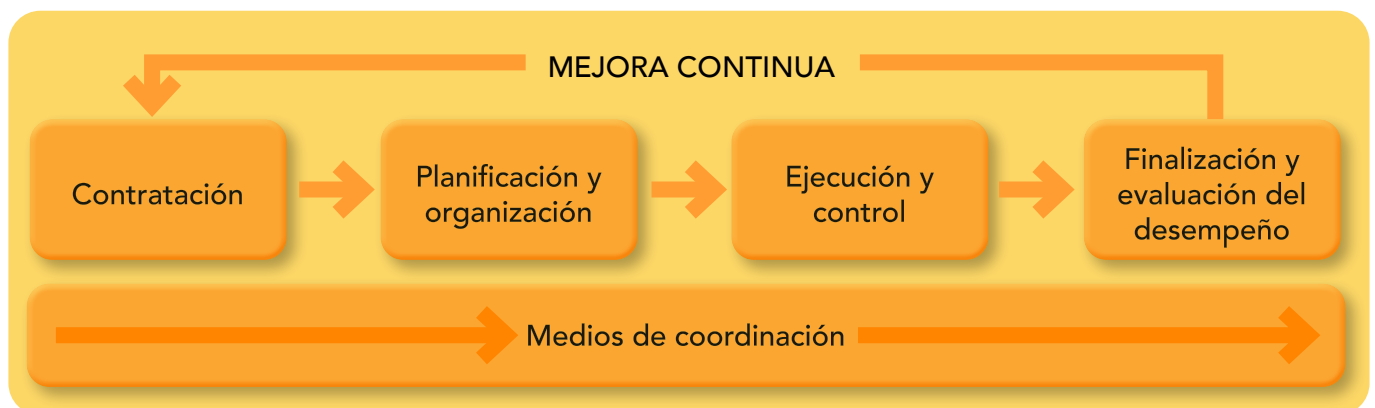 MEJORA CONTINUA
Contratación
Planificación y
organización
Ejecución y
control
Finalización y
evaluación del
desempeño
Medios de coordinación